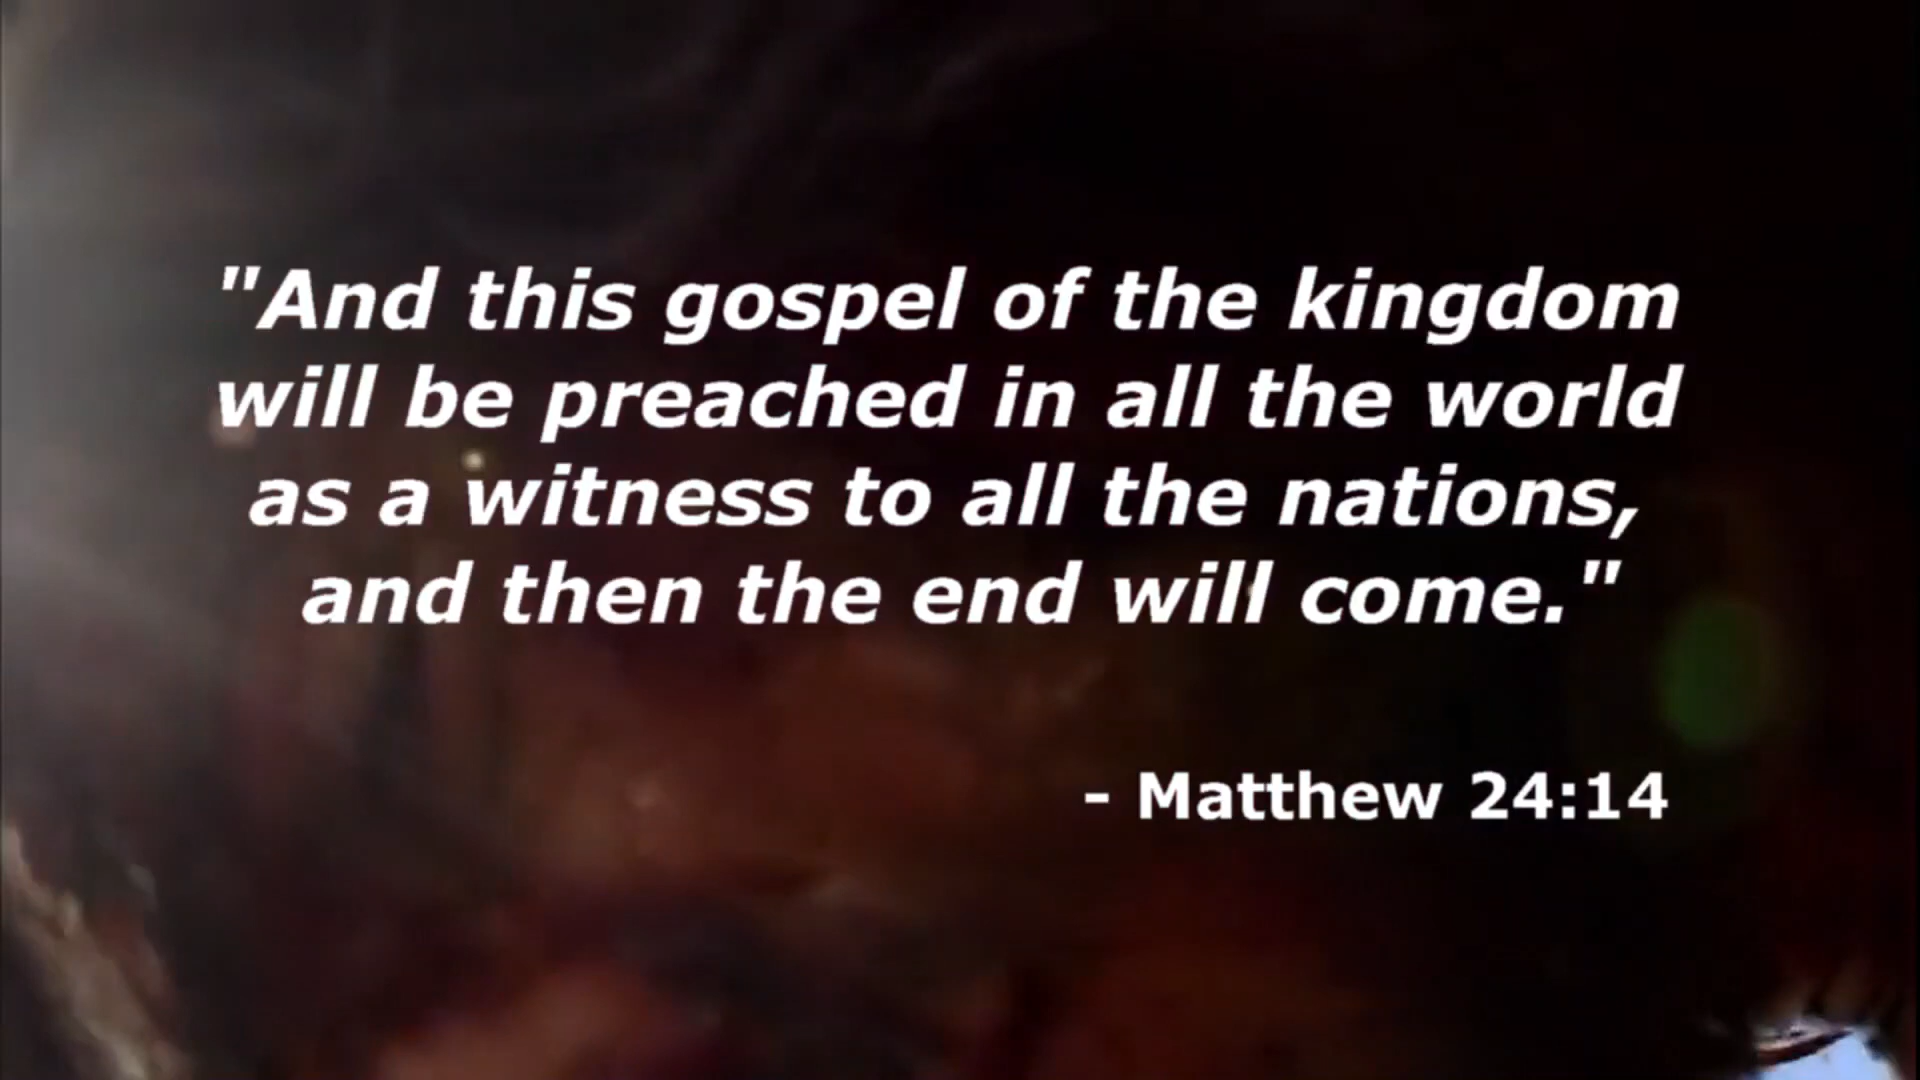 "And this gospel of the kingdom
will be preached in all the world
as a witness to all the nations,
and then the end will come."
- Matthew 24:14